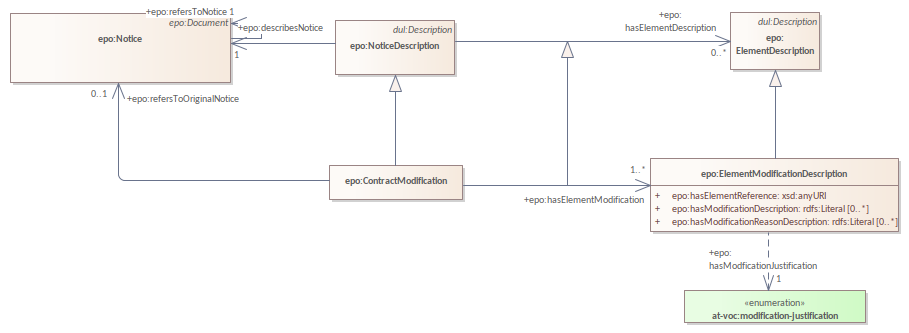 +epo:refersToNotice 1
epo:Document
epo:Notice
+epo:describesNotice
1
dul:Description
epo:NoticeDescription
+epo:
hasElementDescription
0..*
dul:Description
epo:
ElementDescription
0..1
+epo:refersToOriginalNotice
epo:ContractModification
1..*
+epo:hasElementModification
epo:ElementModificationDescription
+ epo:hasElementReference: xsd:anyURI
+ epo:hasModificationDescription: rdfs:Literal [0..*]
+ epo:hasModificationReasonDescription: rdfs:Literal [0..*]
+epo:
hasModficationJustification
1
«enumeration»
at-voc:modification-justification